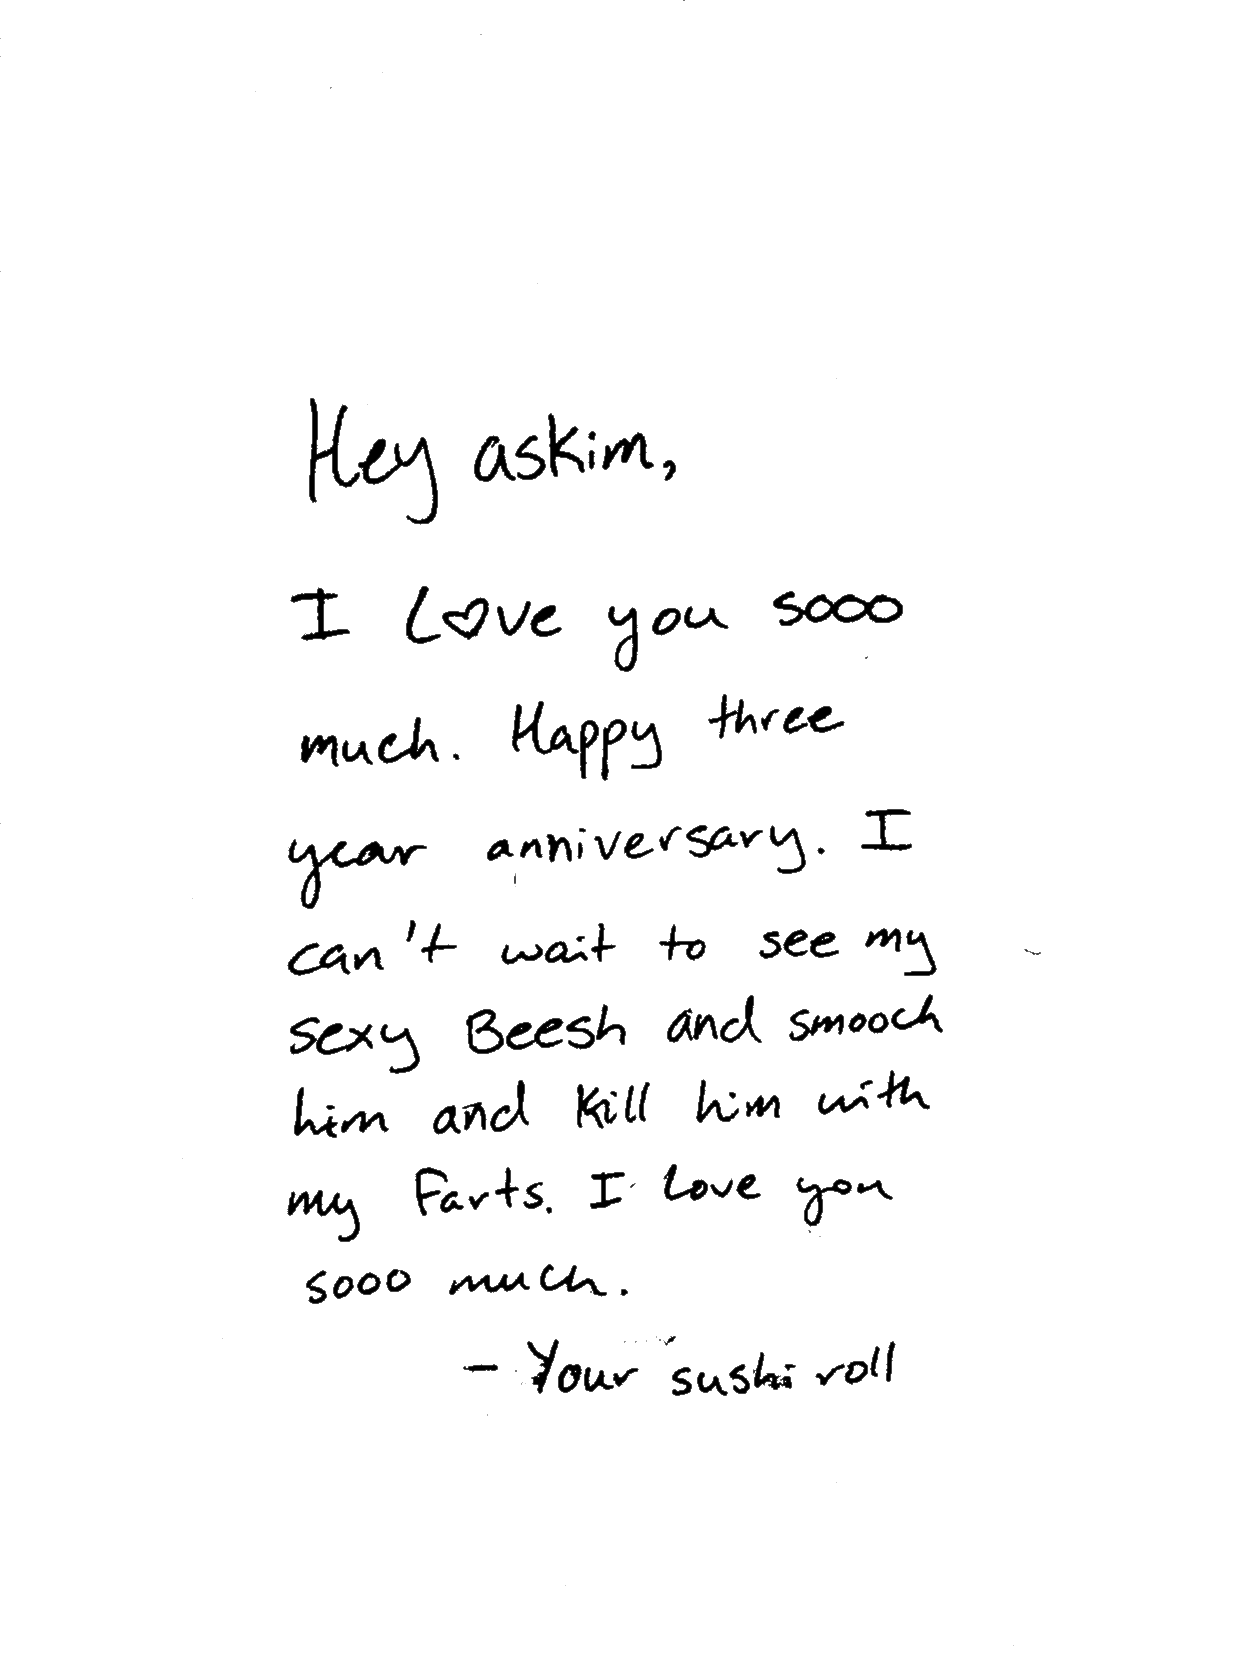 Hey askim,
I Love you sooo
much. Happy three
year anniversary. I
can't wait to see my
sexy Beesh and smooch
him and kill him with
my Farts. I love you
sooo much.
- Your sushi roll